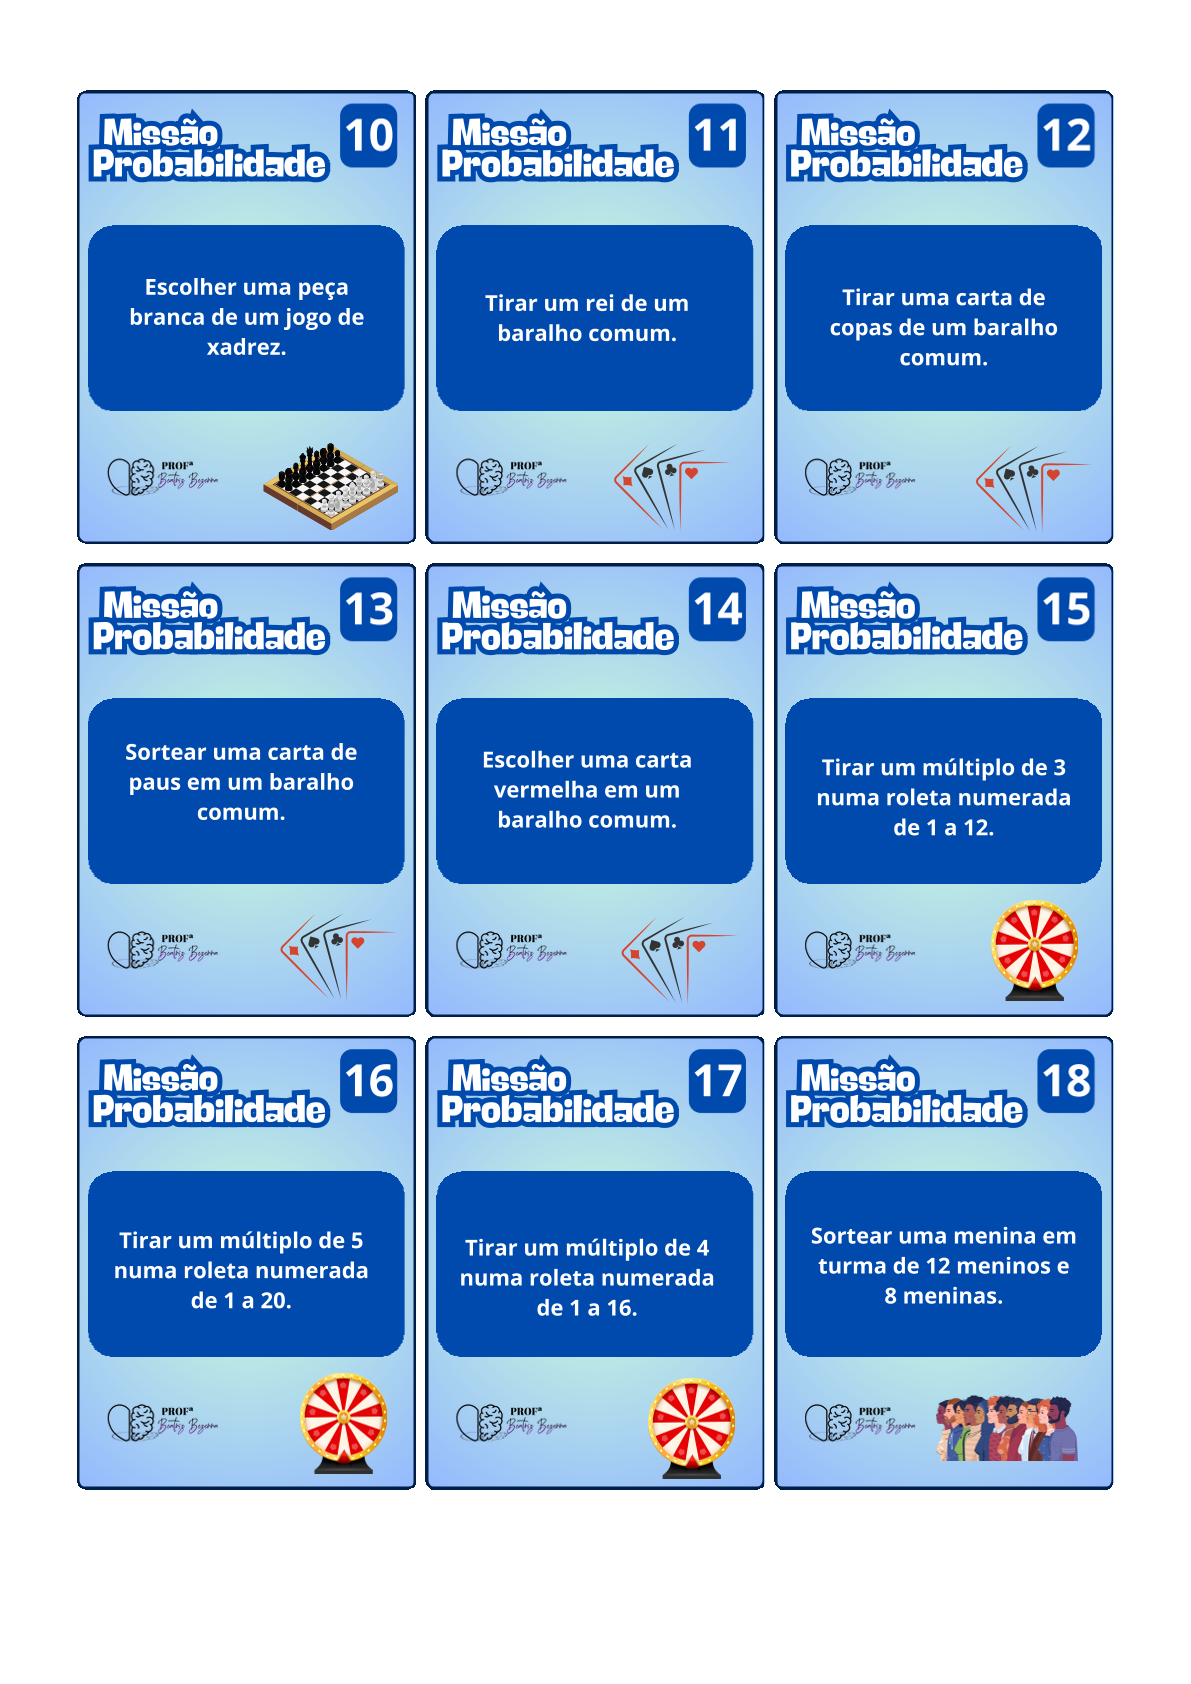 Missão
Probabilidade
10
Escolher uma peça
branca de um jogo de
xadrez.
PROFª
Beatriz Bezerra
Missão
Probabilidade
11
Tirar um rei de um
baralho comum.
PROFª
Beatriz Bezerra
Missão
Probabilidade
12
Tirar uma carta de
copas de um baralho
comum.
PROFª
Beatriz Bezerra
Missão
Probabilidade
13
Sortear uma carta de
paus em um baralho
comum.
PROFª
Beatriz Bezerra
Missão
Probabilidade
14
Escolher uma carta
vermelha em um
baralho comum.
PROFª
Beatriz Bezerra
Missão
Probabilidade
15
Tirar um múltiplo de 3
numa roleta numerada
de 1 a 12.
PROFª
Beatriz Bezerra
Missão
Probabilidade
16
Tirar um múltiplo de 5
numa roleta numerada
de 1 a 20.
PROFª
Beatriz Bezerra
Missão
Probabilidade
17
Tirar um múltiplo de 4
numa roleta numerada
de 1 a 16.
PROFª
Beatriz Bezerra
Missão
Probabilidade
18
Sortear uma menina em
turma de 12 meninos e
8 meninas.
PROFª
Beatriz Bezerra